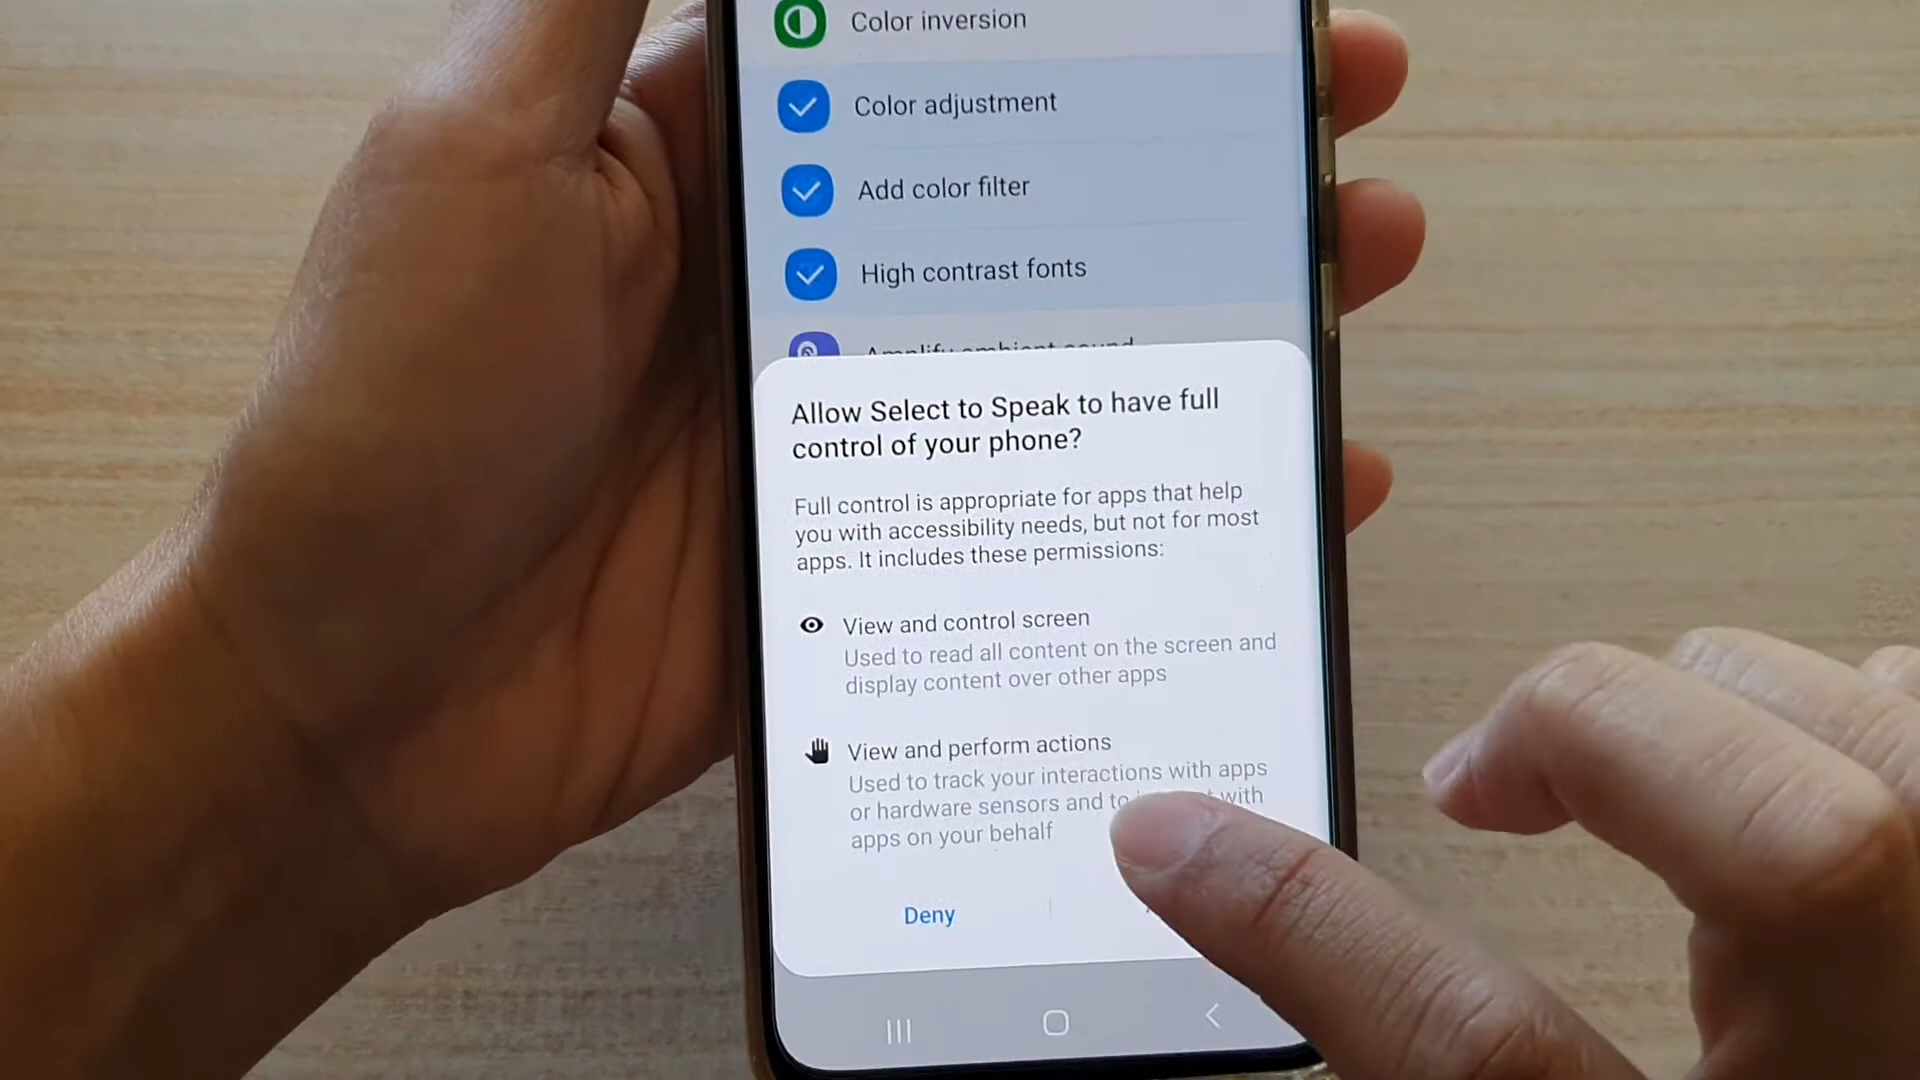 Color inversion
Color adjustment
Add color filter
High contrast fonts
Amplify ambient sound
Allow Select to Speak to have full
control of your phone?
Full control is appropriate for apps that help
you with accessibility needs, but not for most
apps. It includes these permissions:
View and control screen
Used to read all content on the screen and
display content over other apps
View and perform actions
Used to track your interactions with apps
or hardware sensors and to with
apps on your behalf
Deny